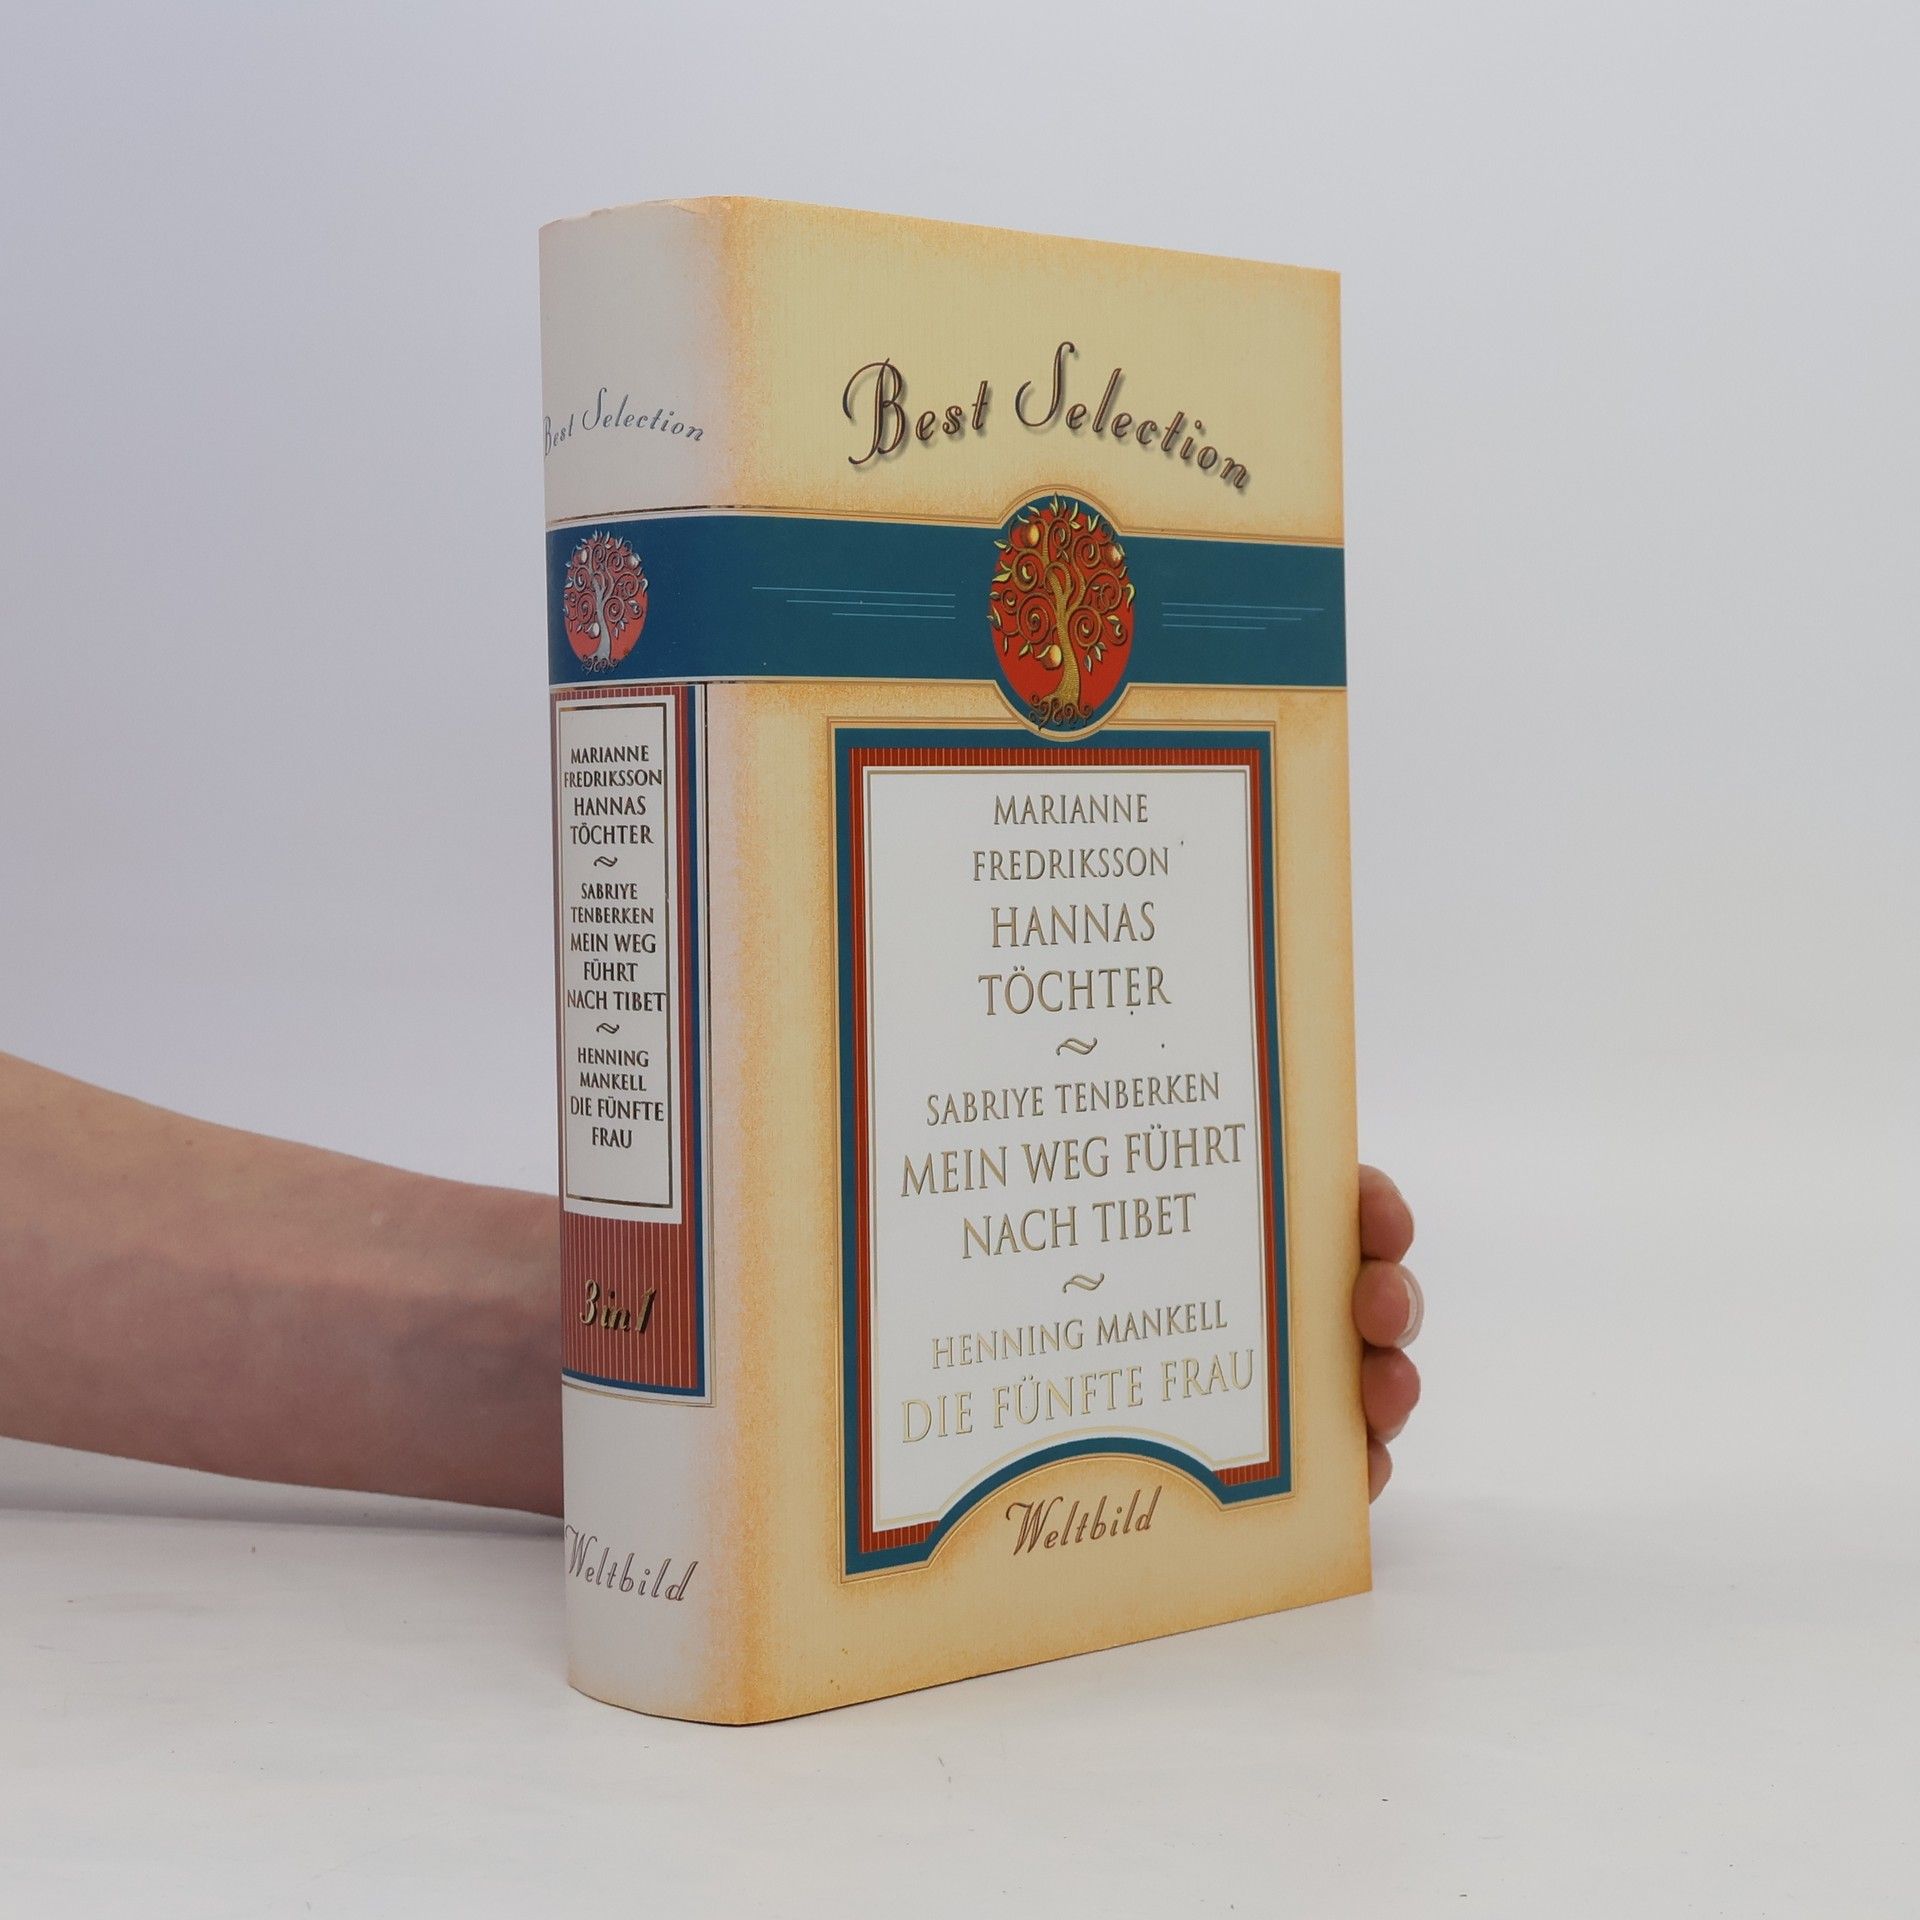 Best Selection
MARIANNE
FREDRIKSSON
HANNAS
TÖCHTER
~
SABRIYE
TENBERKEN
MEIN WEG
FÜHRT
NACH TIBET
~
HENNING
MANKELL
DIE FÜNFTE
FRAU
3 in 1
Weltbild
Best Selection
MARIANNE
FREDRIKSSON
HANNAS
TÖCHTER
~
SABRIYE TENBERKEN
MEIN WEG FÜHRT
NACH TIBET
~
HENNING MANKELL
DIE FÜNFTE FRAU
Weltbild